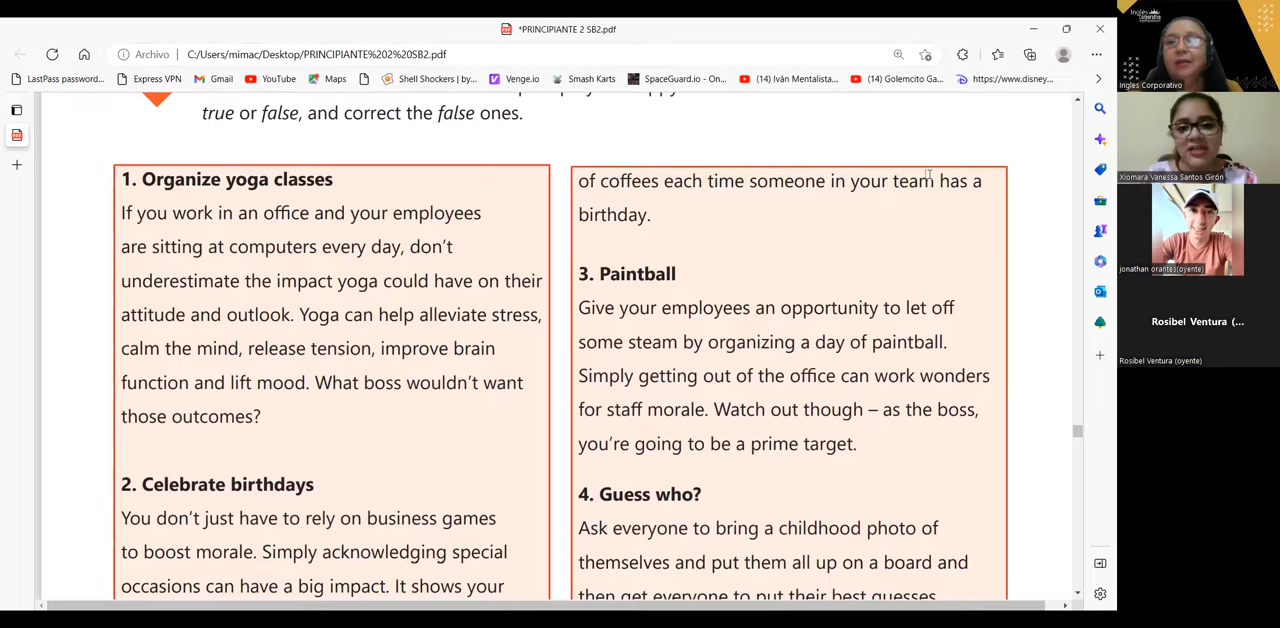 *PRINCIPIANTE 2 SB2.pdf
Archivo
C:/Users/mimac/Desktop/PRINCIPIANTE%202%20SB2.pdf
LastPass password...
Express VPN
Gmail
YouTube
Maps
Shell Shockers | by...
Venge.io
Smash Karts
SpaceGuard.io - On...
(14) Iván Mentalista...
(14) Golemcito Ga...
https://www.disney...
true or false, and correct the false ones.
1. Organize yoga classes
If you work in an office and your employees
are sitting at computers every day, don't
underestimate the impact yoga could have on their
attitude and outlook. Yoga can help alleviate stress,
calm the mind, release tension, improve brain
function and lift mood. What boss wouldn't want
those outcomes?
2. Celebrate birthdays
You don't just have to rely on business games
to boost morale. Simply acknowledging special
occasions can have a big impact. It shows your
of coffees each time someone in your team has a
birthday.
3. Paintball
Give your employees an opportunity to let off
some steam by organizing a day of paintball.
Simply getting out of the office can work wonders
for staff morale. Watch out though – as the boss,
you're going to be a prime target.
4. Guess who?
Ask everyone to bring a childhood photo of
themselves and put them all up on a board and
then get everyone to put their best guesses
Inglés
Corporativo
Ingles Corporativo
Xiomara Vanessa Santos Girón
jonathan orantes(oyente)
Rosibel Ventura (...
Rosibel Ventura (oyente)